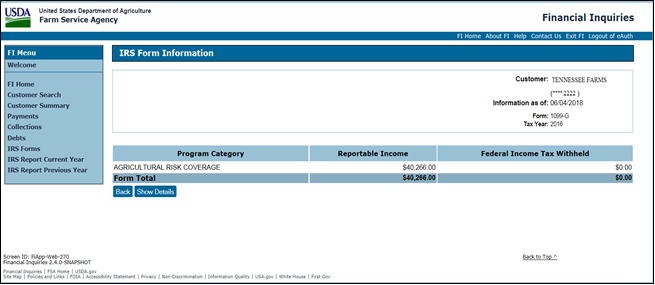 USDA
United States Department of Agriculture
Farm Service Agency
Financial Inquiries
FI Home About FI Help Contact Us Exit FI Logout of eAuth
FI Menu
Welcome
FI Home
Customer Search
Customer Summary
Payments
Collections
Debts
IRS Forms
IRS Report Current Year
IRS Report Previous Year
IRS Form Information
Customer: TENNESSEE FARMS
(****2222 )
Information as of: 06/04/2018
Form: 1099-G
Tax Year: 2016
Program Category Reportable Income Federal Income Tax Withheld
AGRICULTURAL RISK COVERAGE $40,266.00 $0.00
Form Total $40,266.00 $0.00
Back Show Details
Screen ID: FiApp-Web-270
Back to Top ^
Financial Inquiries 2.4.0-SNAPSHOT
Financial Inquiries | FSA Home | USDA.gov
Site Map | Policies and Links | FOIA | Accessibility Statement | Privacy | Non-Discrimination | Information Quality | USA.gov | White House | First Gov